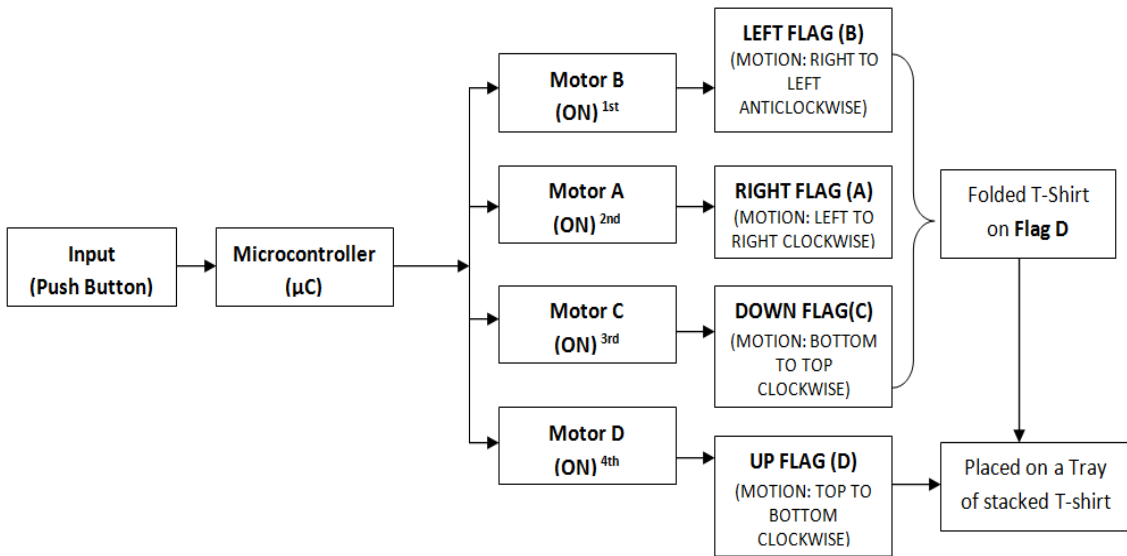 Input
(Push Button)
Microcontroller
(µC)
Motor B
(ON) 1st
Motor A
(ON) 2nd
Motor C
(ON) 3rd
Motor D
(ON) 4th
LEFT FLAG (B)
(MOTION: RIGHT TO
LEFT
ANTICLOCKWISE)
RIGHT FLAG (A)
(MOTION: LEFT TO
RIGHT CLOCKWISE)
DOWN FLAG(C)
(MOTION: BOTTOM
TO TOP
CLOCKWISE)
UP FLAG (D)
(MOTION: TOP TO
BOTTOM
CLOCKWISE)
Folded T-Shirt
on Flag D
Placed on a Tray
of stacked T-shirt